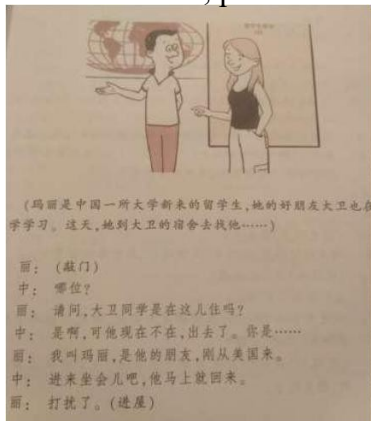 (玛丽是中国一所大学新来的留学生,她的好朋友大卫也在
学学习。这天,她到大卫的宿舍去找他……)
丽: (敲门)
中: 哪位?
丽: 请问,大卫同学是在这儿住吗?
中: 是啊,可他现在不在,出去了。你是……
丽: 我叫玛丽,是他的朋友,刚从美国来。
中: 进来坐会儿吧,他马上就回来。
丽: 打扰了。(进屋)